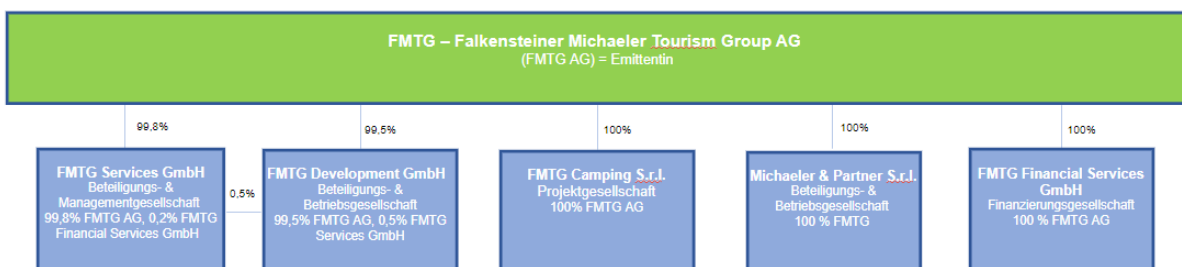 FMTG – Falkensteiner Michaeler Tourism Group AG
(FMTG AG) = Emittentin
99,8%
99,5%
100%
100%
100%
FMTG Services GmbH
Beteiligungs- &
Managementgesellschaft
99,8% FMTG AG, 0,2% FMTG
Financial Services GmbH
0,5%
FMTG Development GmbH
Beteiligungs- &
Betriebsgesellschaft
99,5% FMTG AG, 0,5% FMTG
Services GmbH
FMTG Camping S.r.l.
Projektgesellschaft
100% FMTG AG
Michaeler & Partner S.r.l.
Beteiligungs- &
Betriebsgesellschaft
100 % FMTG
FMTG Financial Services
GmbH
Finanzierungsgesellschaft
100 % FMTG AG